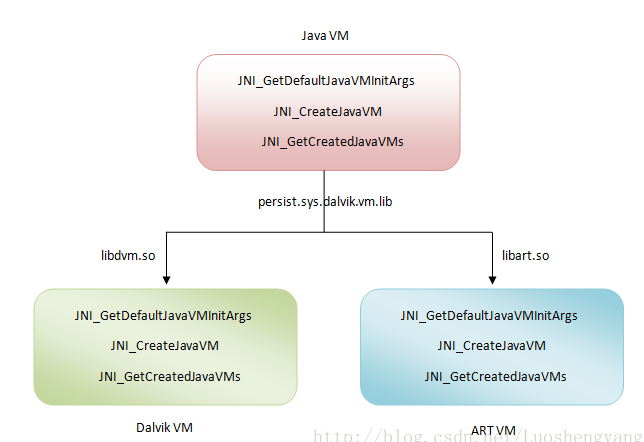 Java VM
JNI_GetDefaultJavaVMInitArgs
JNI_CreateJavaVM
JNI_GetCreatedJavaVMs
persist.sys.dalvik.vm.lib
libdvm.so
libart.so
JNI_GetDefaultJavaVMInitArgs
JNI_CreateJavaVM
JNI_GetCreatedJavaVMs
JNI_GetDefaultJavaVMInitArgs
JNI_CreateJavaVM
JNI_GetCreatedJavaVMs
Dalvik VM
ART VM
http://blog.csdn.net/Luoshengyang